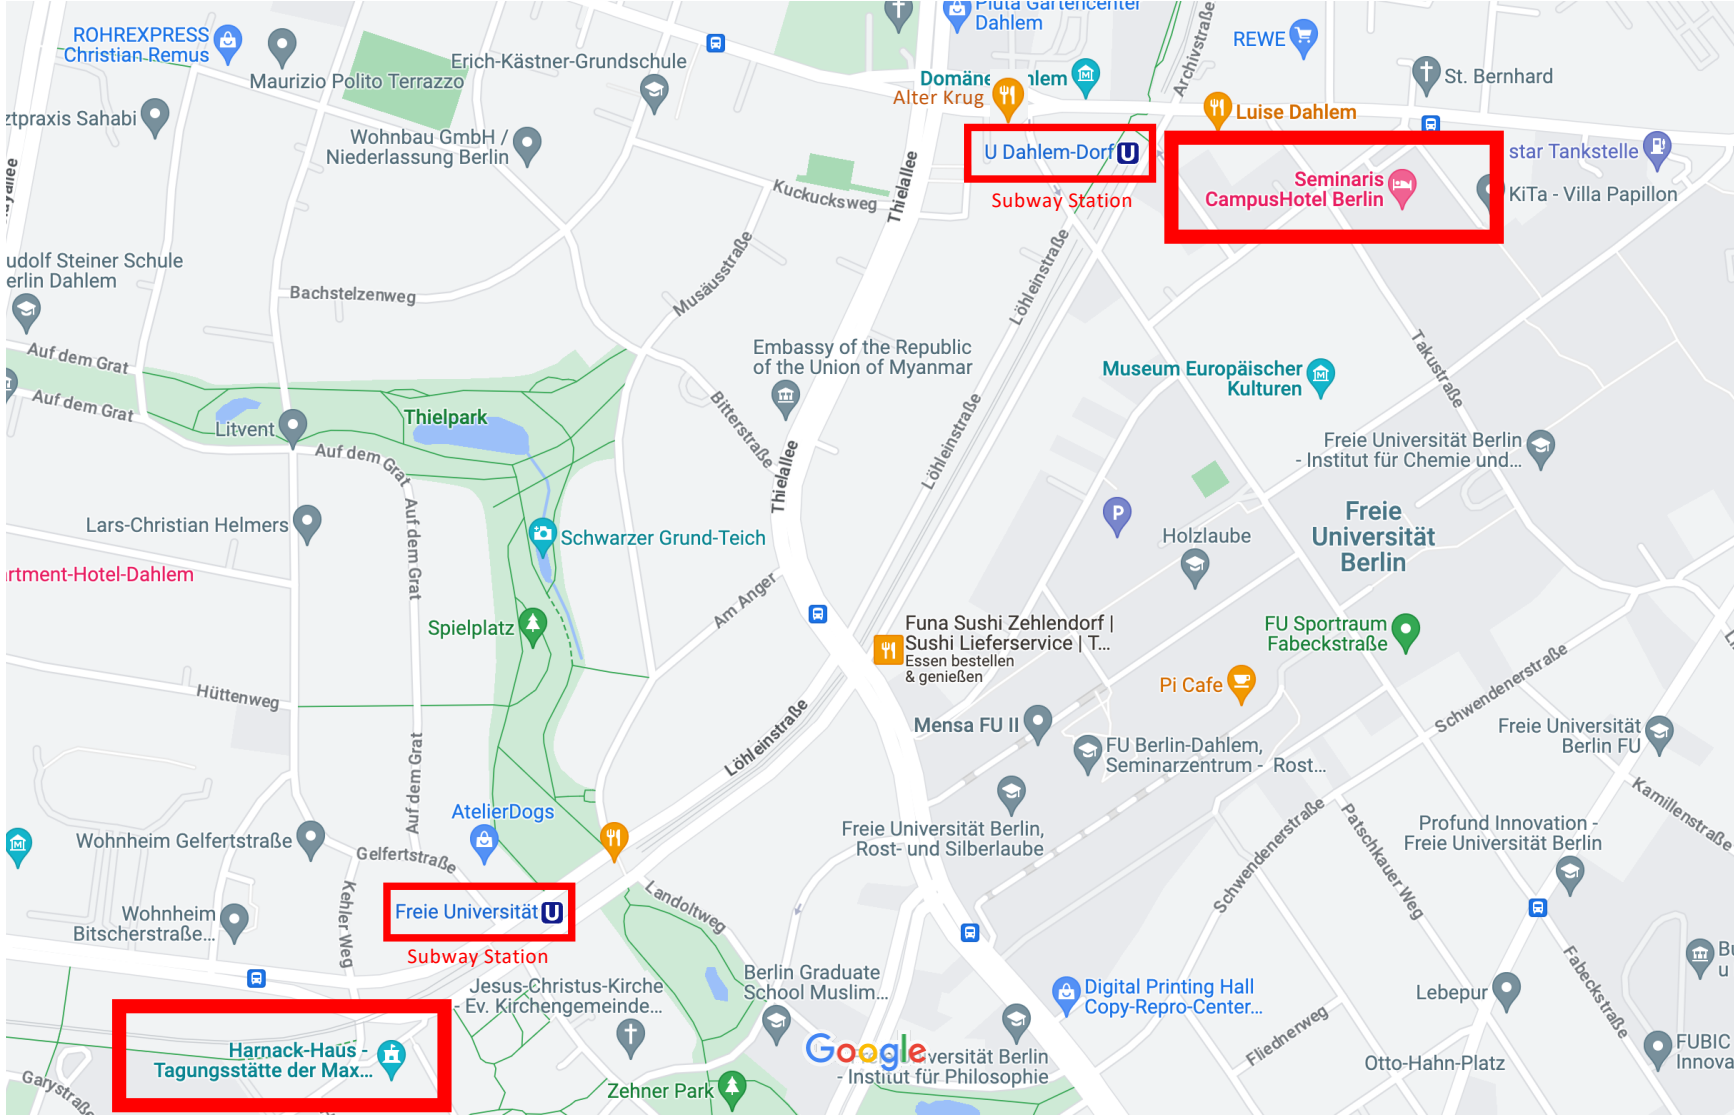 Pluta Gartencenter
Dahlem
ROHREXPRESS
Christian Remus
Maurizio Polito Terrazzo
Erich-Kästner-Grundschule
REWE
Archivstraße
St. Bernhard
Alter Krug
Luise Dahlem
Sahabi
Wohnbau GmbH /
Niederlassung Berlin
U Dahlem-Dorf
U
Subway Station
star Tankstelle
Seminaris
CampusHotel Berlin
KiTa - Villa Papillon
Kuckucksweg
Thielallee
Steiner Schule
Dahlem
Bachstelzenweg
Musäusstraße
Löhleinstraße
Auf dem Grat
Auf dem Grat
Embassy of the Republic
of the Union of Myanmar
Museum Europäischer
Kulturen
Takustraße
Thielpark
Litvent
Bitterstraße
Auf dem Grat
Thielallee
Löhleinstraße
Freie Universität Berlin
- Institut für Chemie und...
Lars-Christian Helmers
Auf dem Grat
Schwarzer Grund-Teich
P
Holzlaube
Freie
Universität
Berlin
Am Anger
Spielplatz
Funa Sushi Zehlendorf |
Sushi Lieferservice | T...
Essen bestellen
& genießen
FU Sportraum
Fabeckstraße
Pi Cafe
Hüttenweg
Löhleinstraße
Mensa FU II
Schwendenerstraße
Freie Universität
Berlin FU
FU Berlin-Dahlem,
Seminarzentrum - Rost...
Auf dem Grat
AtelierDogs
Wohnheim Gelfertstraße
Gelfertstraße
Freie Universität Berlin,
Rost- und Silberlaube
Schwendenerstraße
Patschkauer Weg
Kamillenstraße
Profund Innovation -
Freie Universität Berlin
Kehler Weg
Freie Universität
U
Subway Station
Landoltweg
Wohnheim
Bitscherstraße...
Jesus-Christus-Kirche
- Ev. Kirchengemeinde...
Berlin Graduate
School Muslim...
Digital Printing Hall
Copy-Repro-Center...
Lebepur
Fabeckstraße
Harnack-Haus -
Tagungsstätte der Max...
Garystraße
Google
Universität Berlin
- Institut für Philosophie
Zehner Park
Fliednerweg
Otto-Hahn-Platz
FUBIC